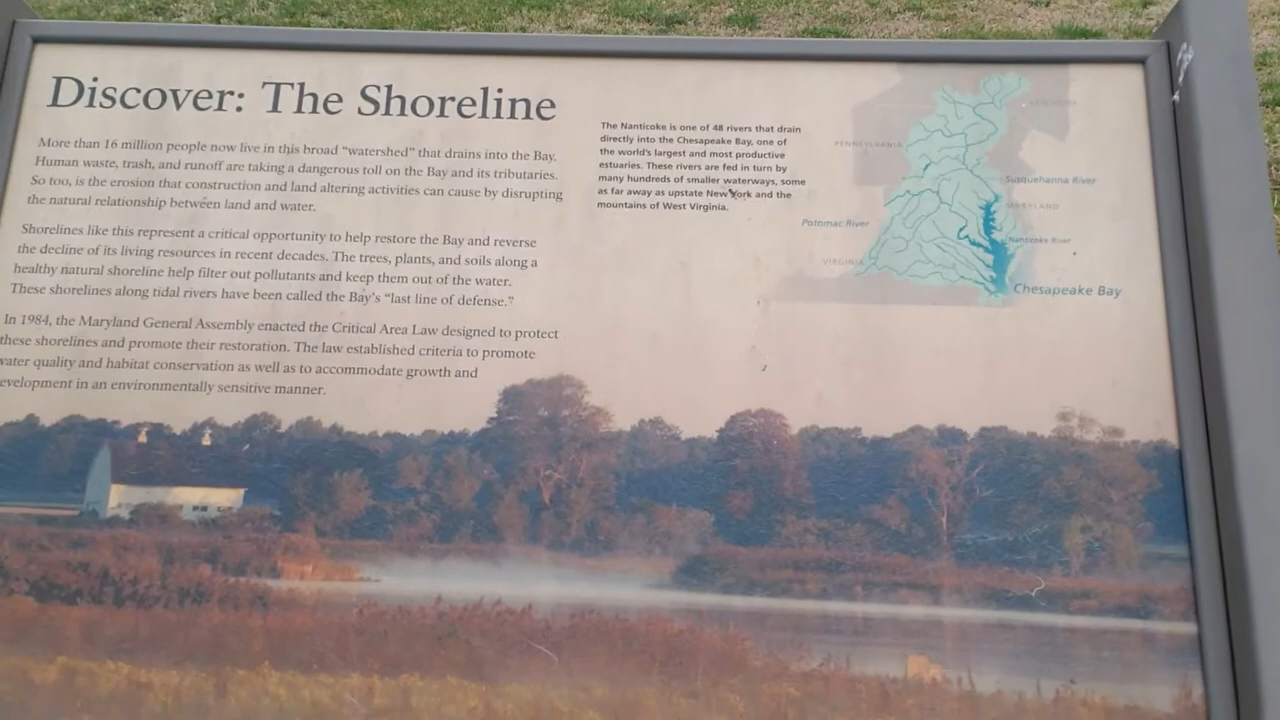 Discover: The Shoreline
More than 16 million people now live in this broad “watershed” that drains into the Bay.
Human waste, trash, and runoff are taking a dangerous toll on the Bay and its tributaries.
So too, is the erosion that construction and land altering activities can cause by disrupting
the natural relationship between land and water.
Shorelines like this represent a critical opportunity to help restore the Bay and reverse
the decline of its living resources in recent decades. The trees, plants, and soils along a
healthy natural shoreline help filter out pollutants and keep them out of the water.
These shorelines along tidal rivers have been called the Bay’s “last line of defense.”
In 1984, the Maryland General Assembly enacted the Critical Area Law designed to protect
these shorelines and promote their restoration. The law established criteria to promote
water quality and habitat conservation as well as to accommodate growth and
evelopment in an environmentally sensitive manner.
The Nanticoke is one of 48 rivers that drain
directly into the Chesapeake Bay, one of
the world’s largest and most productive
estuaries. These rivers are fed in turn by
many hundreds of smaller waterways, some
as far away as upstate New York and the
mountains of West Virginia.
NEW YORK
PENNSYLVANIA
Susquehanna River
MARYLAND
Potomac River
Nanticoke River
VIRGINIA
Chesapeake Bay